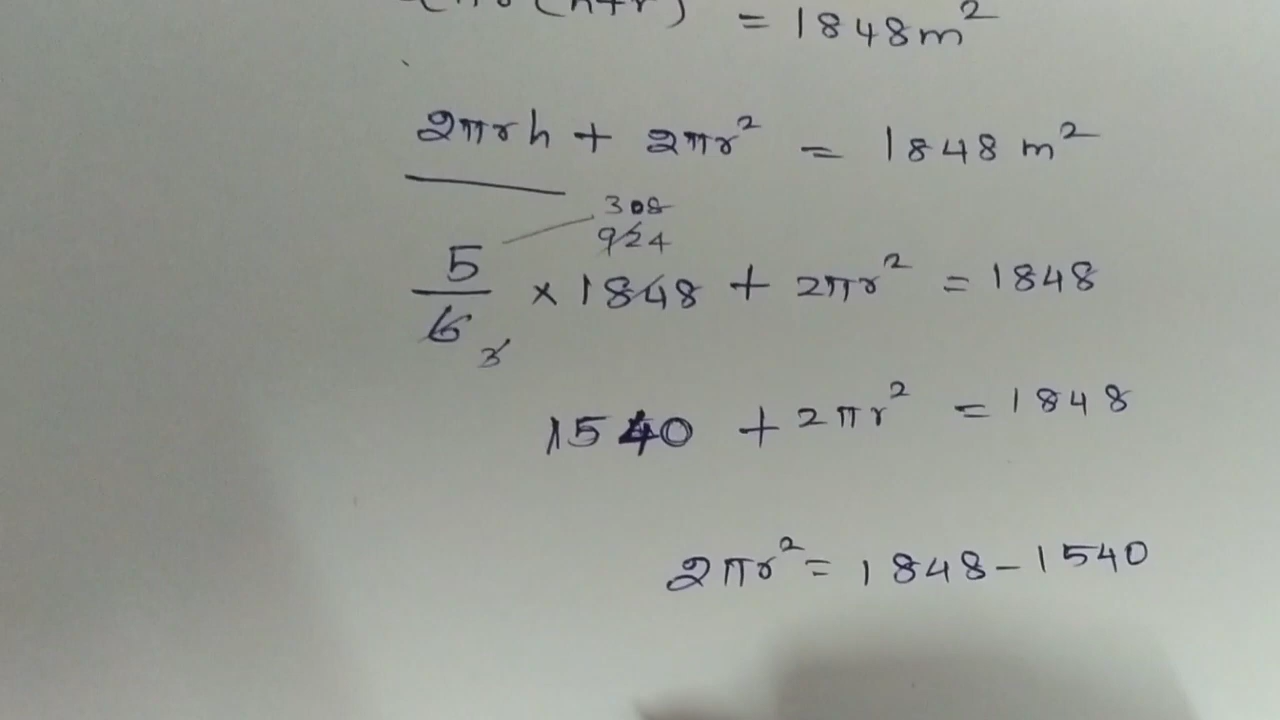 = 1848m²
2πrh + 2πr² = 1848 m²
308
924
5/6 × 1848 + 2πr² = 1848
3
1540 + 2πr² = 1848
2πr² = 1848 - 1540